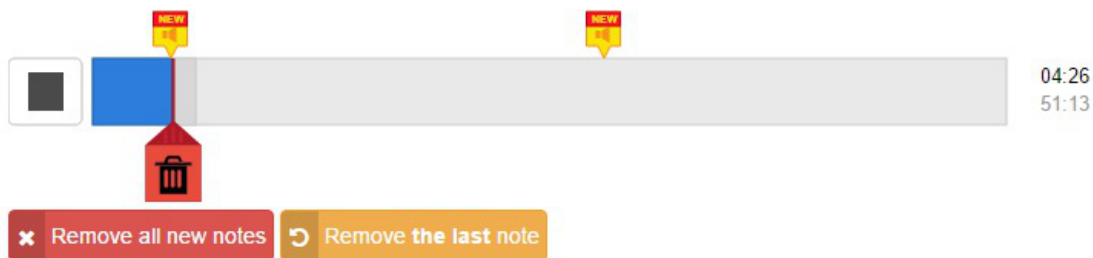 NEW
NEW
04:26
51:13
Remove all new notes
Remove the last note